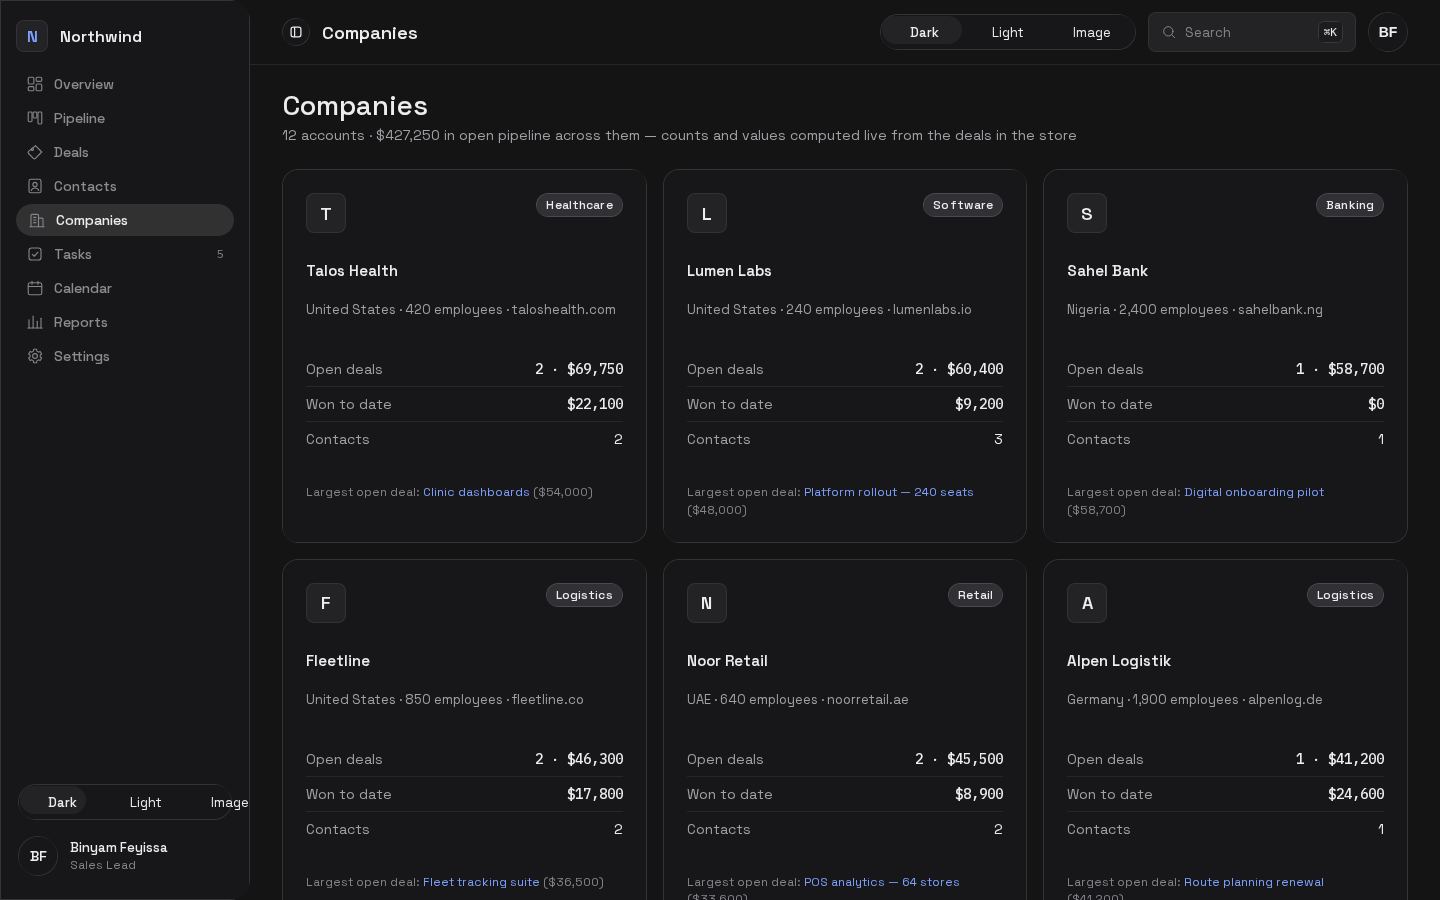 N Northwind
Overview
Pipeline
Deals
Contacts
Companies
Tasks 5
Calendar
Reports
Settings
Dark Light Image
BF Binyam Feyissa
Sales Lead
Companies
Dark Light Image
Search ⌘K
BF
Companies
12 accounts · $427,250 in open pipeline across them — counts and values computed live from the deals in the store
T Healthcare
Talos Health
United States · 420 employees · taloshealth.com
Open deals 2 · $69,750
Won to date $22,100
Contacts 2
Largest open deal: Clinic dashboards ($54,000)
L Software
Lumen Labs
United States · 240 employees · lumenlabs.io
Open deals 2 · $60,400
Won to date $9,200
Contacts 3
Largest open deal: Platform rollout — 240 seats
($48,000)
S Banking
Sahel Bank
Nigeria · 2,400 employees · sahelbank.ng
Open deals 1 · $58,700
Won to date $0
Contacts 1
Largest open deal: Digital onboarding pilot
($58,700)
F Logistics
Fleetline
United States · 850 employees · fleetline.co
Open deals 2 · $46,300
Won to date $17,800
Contacts 2
Largest open deal: Fleet tracking suite ($36,500)
N Retail
Noor Retail
UAE · 640 employees · noorretail.ae
Open deals 2 · $45,500
Won to date $8,900
Contacts 2
Largest open deal: POS analytics — 64 stores
($33,600)
A Logistics
Alpen Logistik
Germany · 1,900 employees · alpenlog.de
Open deals 1 · $41,200
Won to date $24,600
Contacts 1
Largest open deal: Route planning renewal
($41,200)